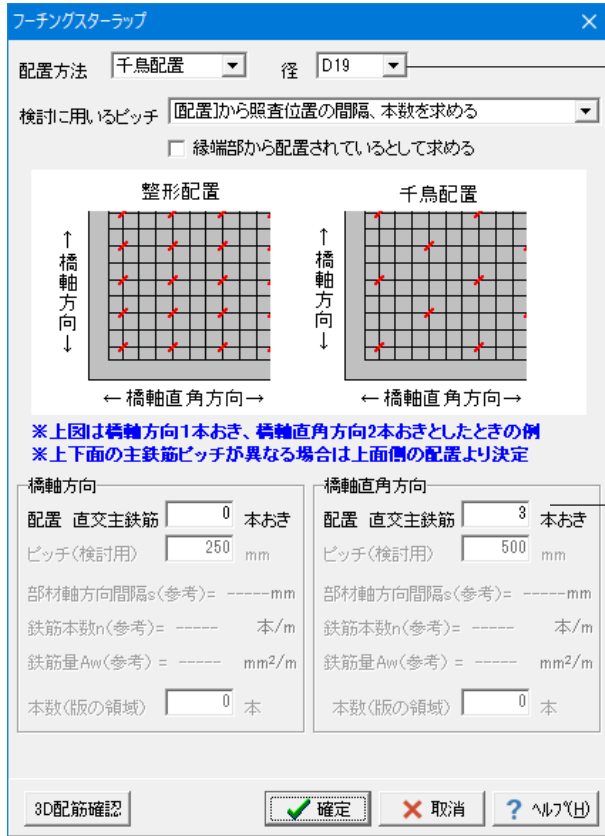 フーチングスターラップ
配置方法 千鳥配置 径 D19
検討に用いるピッチ [配置]から照査位置の間隔、本数を求める
縁端部から配置されているとして求める
整形配置 千鳥配置
↑橋軸方向↓ ↑橋軸方向↓
←橋軸直角方向→ ←橋軸直角方向→
※上図は橋軸方向1本おき、橋軸直角方向2本おきとしたときの例
※上下面の主鉄筋ピッチが異なる場合は上面側の配置より決定
橋軸方向
配置 直交主鉄筋 0 本おき
ピッチ(検討用) 250 mm
部材軸方向間隔s(参考)= -----mm
鉄筋本数n(参考)= ----- 本/m
鉄筋量Aw(参考) = ----- mm²/m
本数(版の領域) 0 本
橋軸直角方向
配置 直交主鉄筋 3 本おき
ピッチ(検討用) 500 mm
部材軸方向間隔s(参考)= -----mm
鉄筋本数n(参考)= ----- 本/m
鉄筋量Aw(参考) = ----- mm²/m
本数(版の領域) 0 本
3D配筋確認 確定 取消 ? ヘルプ(H)